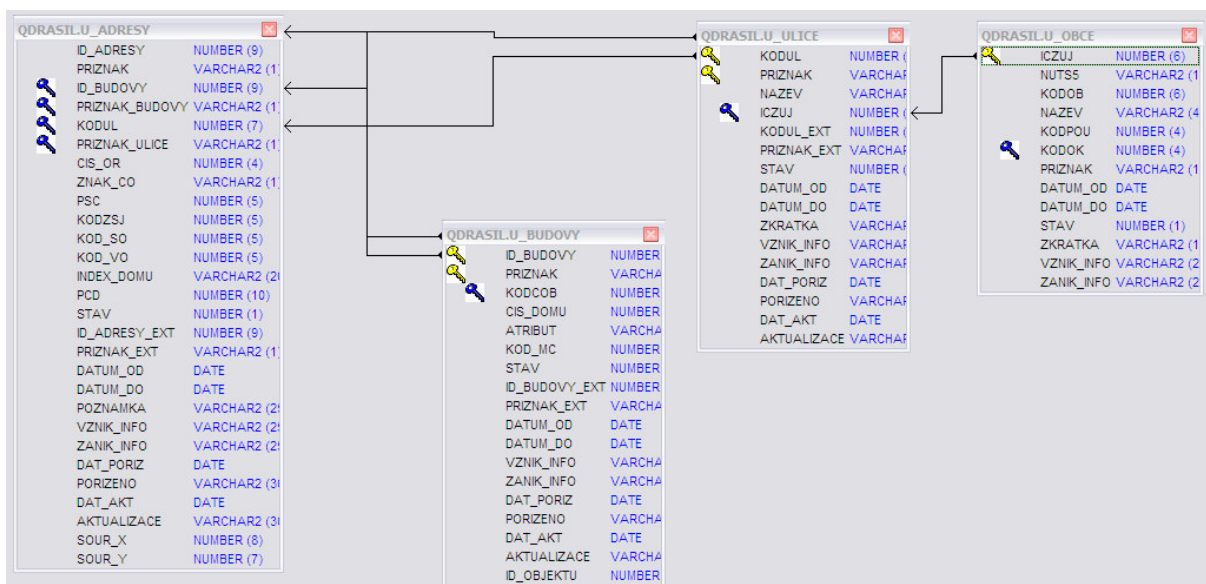 QDRASIL.U_ADRESY
ID_ADRESY NUMBER (9)
PRIZNAK VARCHAR2 (1)
ID_BUDOVY NUMBER (9)
PRIZNAK_BUDOVY VARCHAR2 (1)
KODUL NUMBER (7)
PRIZNAK_ULICE VARCHAR2 (1)
CIS_OR NUMBER (4)
ZNAK_CO VARCHAR2 (1)
PSC NUMBER (5)
KODZSJ NUMBER (5)
KOD_SO NUMBER (5)
KOD_VO NUMBER (5)
INDEX_DOMU VARCHAR2 (20
PCD NUMBER (10)
STAV NUMBER (1)
ID_ADRESY_EXT NUMBER (9)
PRIZNAK_EXT VARCHAR2 (1)
DATUM_OD DATE
DATUM_DO DATE
POZNAMKA VARCHAR2 (25
VZNIK_INFO VARCHAR2 (25
ZANIK_INFO VARCHAR2 (25
DAT_PORIZ DATE
PORIZENO VARCHAR2 (30
DAT_AKT DATE
AKTUALIZACE VARCHAR2 (30
SOUR_X NUMBER (8)
SOUR_Y NUMBER (7)
QDRASIL.U_BUDOVY
ID_BUDOVY NUMBER
PRIZNAK VARCHA
KODCOB NUMBER
CIS_DOMU NUMBER
ATRIBUT VARCHA
KOD_MC NUMBER
STAV NUMBER
ID_BUDOVY_EXT NUMBER
PRIZNAK_EXT VARCHA
DATUM_OD DATE
DATUM_DO DATE
VZNIK_INFO VARCHA
ZANIK_INFO VARCHA
DAT_PORIZ DATE
PORIZENO VARCHA
DAT_AKT DATE
AKTUALIZACE VARCHA
ID_OBJEKTU NUMBER
QDRASIL.U_ULICE
KODUL NUMBER (
PRIZNAK VARCHAR
NAZEV VARCHAR
ICZUJ NUMBER (
KODUL_EXT NUMBER (
PRIZNAK_EXT VARCHAR
STAV NUMBER (
DATUM_OD DATE
DATUM_DO DATE
ZKRATKA VARCHAR
VZNIK_INFO VARCHAR
ZANIK_INFO VARCHAR
DAT_PORIZ DATE
PORIZENO VARCHAR
DAT_AKT DATE
AKTUALIZACE VARCHAR
QDRASIL.U_OBCE
ICZUJ NUMBER (6)
NUTS5 VARCHAR2 (1
KODOB NUMBER (6)
NAZEV VARCHAR2 (4
KODPOU NUMBER (4)
KODOK NUMBER (4)
PRIZNAK VARCHAR2 (1
DATUM_OD DATE
DATUM_DO DATE
STAV NUMBER (1)
ZKRATKA VARCHAR2 (1
VZNIK_INFO VARCHAR2 (2
ZANIK_INFO VARCHAR2 (2